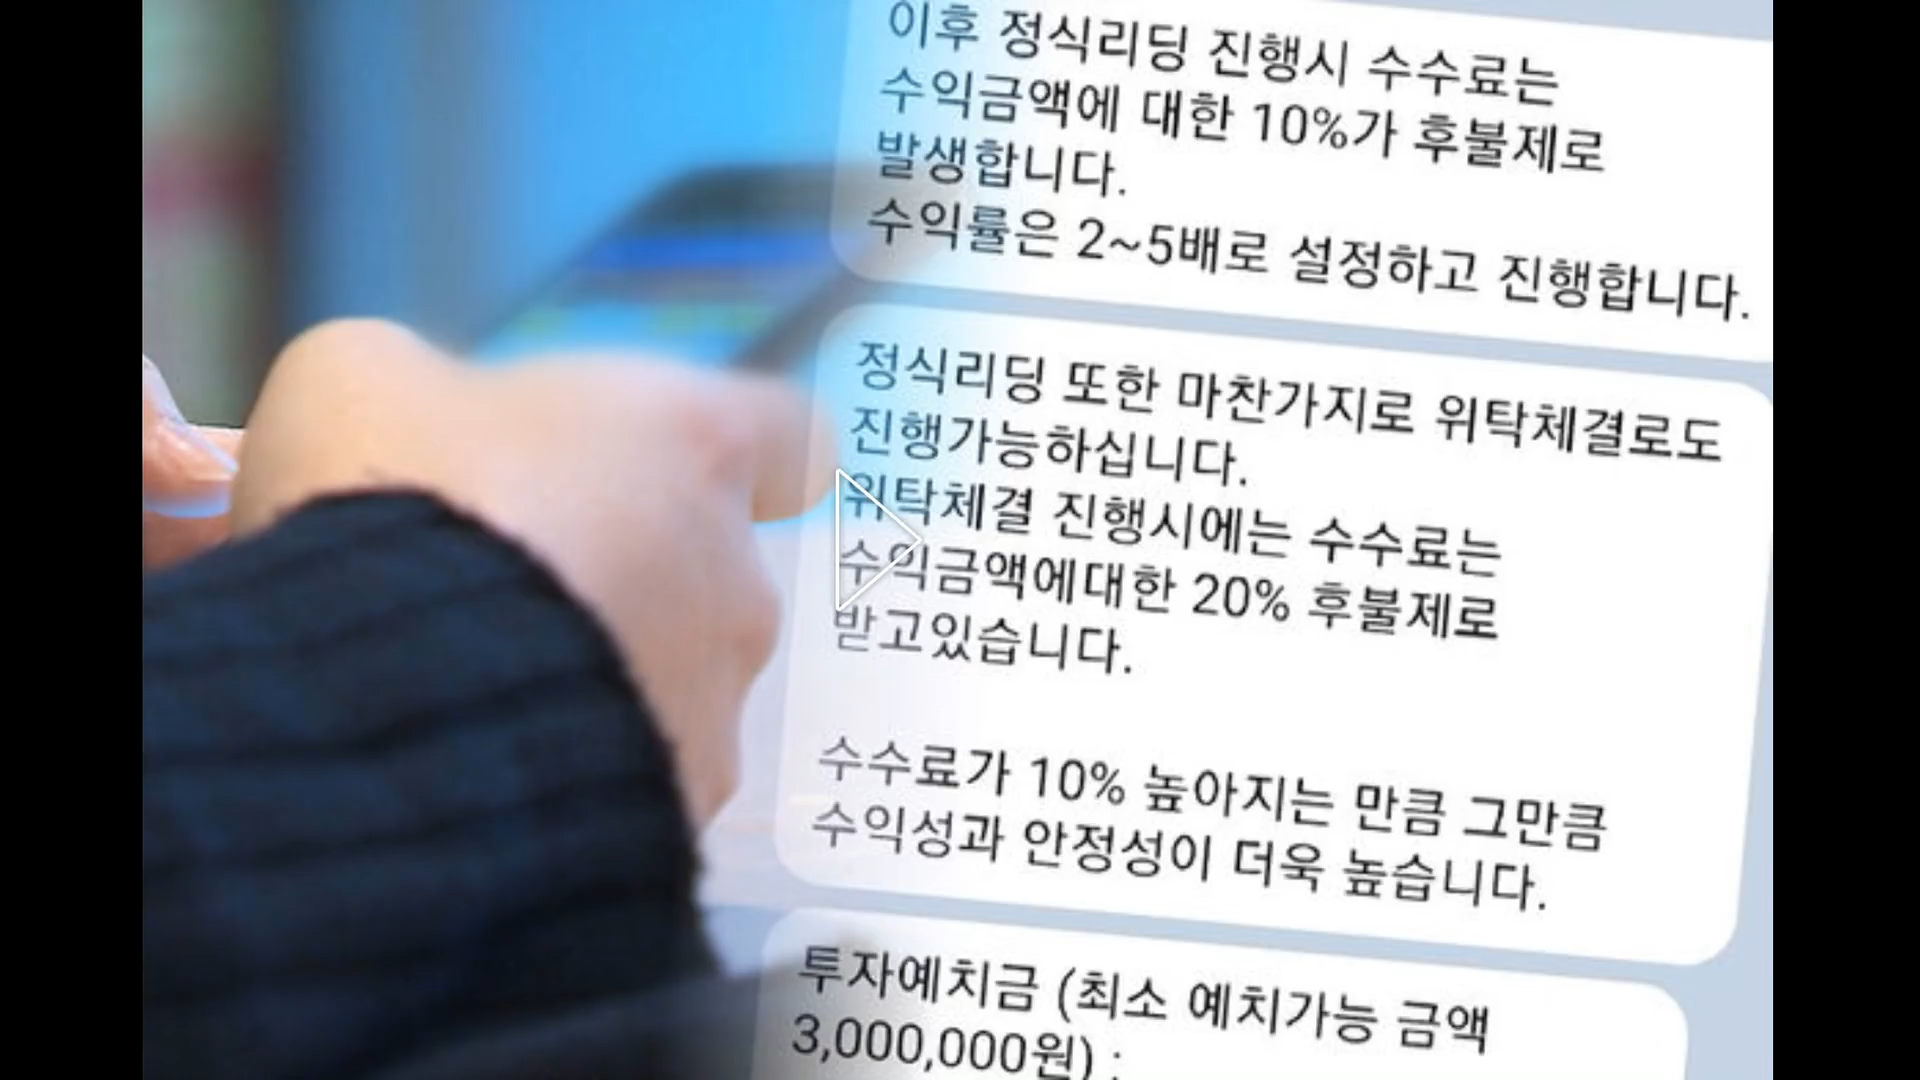 이후 정식리딩 진행시 수수료는
수익금액에 대한 10%가 후불제로
발생합니다.
수익률은 2~5배로 설정하고 진행합니다.
정식리딩 또한 마찬가지로 위탁체결로도
진행가능하십니다.
위탁체결 진행시에는 수수료는
수익금액에대한 20% 후불제로
받고있습니다.
수수료가 10% 높아지는 만큼 그만큼
수익성과 안정성이 더욱 높습니다.
투자예치금 (최소 예치가능 금액
3,000,000원) :